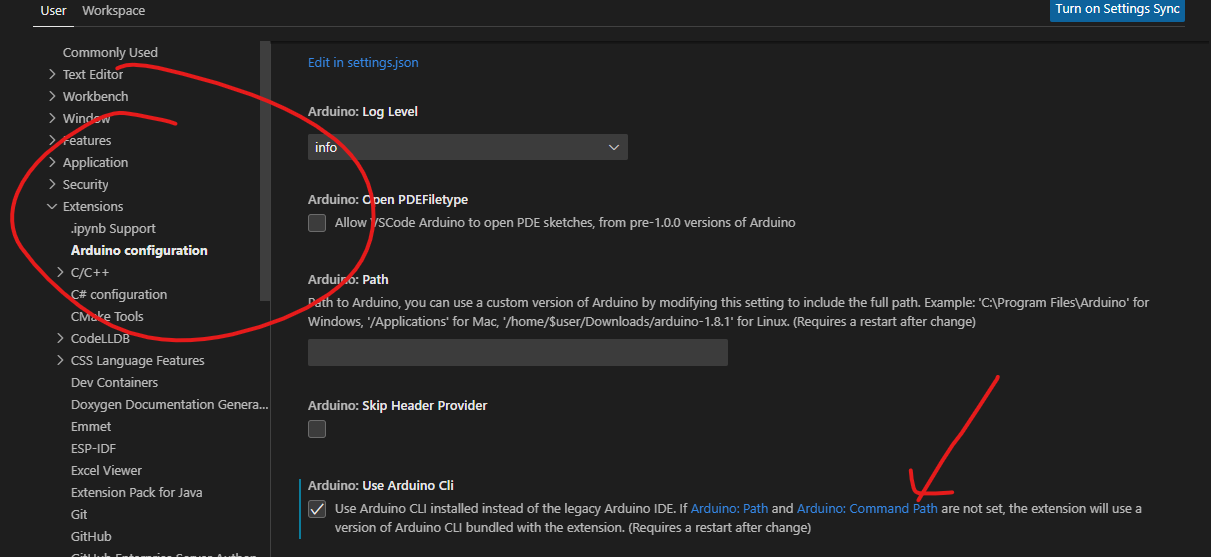 User Workspace
Turn on Settings Sync
Commonly Used
Text Editor
Workbench
Window
Features
Application
Security
Extensions
.ipynb Support
Arduino configuration
C/C++
C# configuration
CMake Tools
CodeLLDB
CSS Language Features
Dev Containers
Doxygen Documentation Genera...
Emmet
ESP-IDF
Excel Viewer
Extension Pack for Java
Git
GitHub
GitHub Enterprise Server Authen
Edit in settings.json
Arduino: Log Level
info
Arduino: Open PDEFiletype
Allow VSCode Arduino to open PDE sketches, from pre-1.0.0 versions of Arduino
Arduino: Path
Path to Arduino, you can use a custom version of Arduino by modifying this setting to include the full path. Example: 'C:\Program Files\Arduino' for
Windows, '/Applications' for Mac, '/home/$user/Downloads/arduino-1.8.1' for Linux. (Requires a restart after change)
Arduino: Skip Header Provider
Arduino: Use Arduino Cli
Use Arduino CLI installed instead of the legacy Arduino IDE. If Arduino: Path and Arduino: Command Path are not set, the extension will use a
version of Arduino CLI bundled with the extension. (Requires a restart after change)